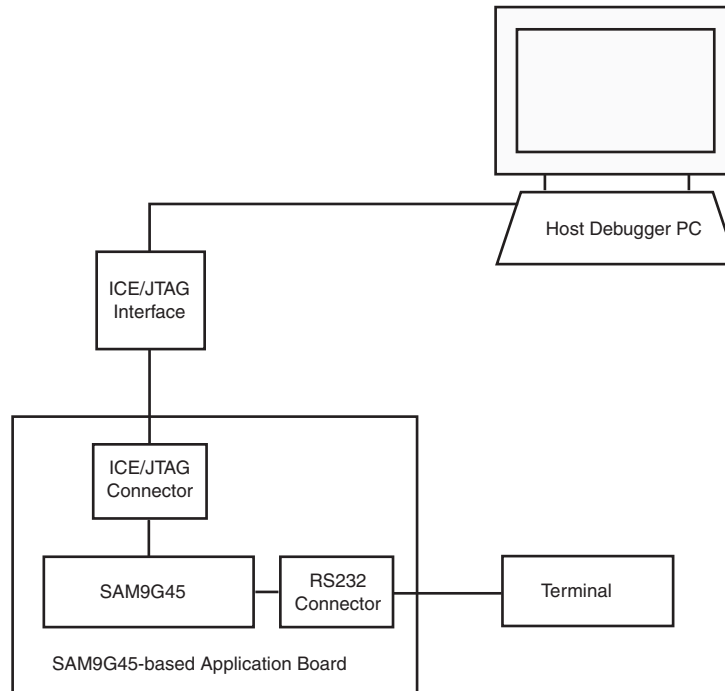 Host Debugger PC
ICE/JTAG
Interface
ICE/JTAG
Connector
SAM9G45
RS232
Connector
Terminal
SAM9G45-based Application Board